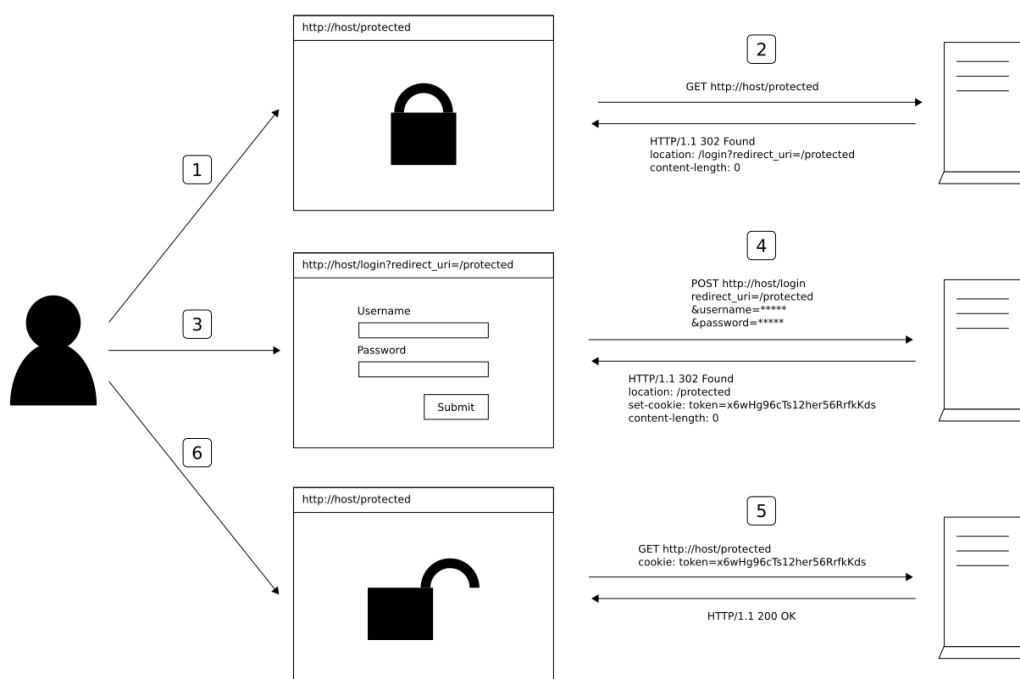 http://host/protected
1
2
GET http://host/protected
HTTP/1.1 302 Found
location: /login?redirect_uri=/protected
content-length: 0
http://host/login?redirect_uri=/protected
Username
Password
Submit
3
4
POST http://host/login
redirect_uri=/protected
&username=*****
&password=*****
HTTP/1.1 302 Found
location: /protected
set-cookie: token=x6wHg96cTs12her56RrfkKds
content-length: 0
6
http://host/protected
5
GET http://host/protected
cookie: token=x6wHg96cTs12her56RrfkKds
HTTP/1.1 200 OK